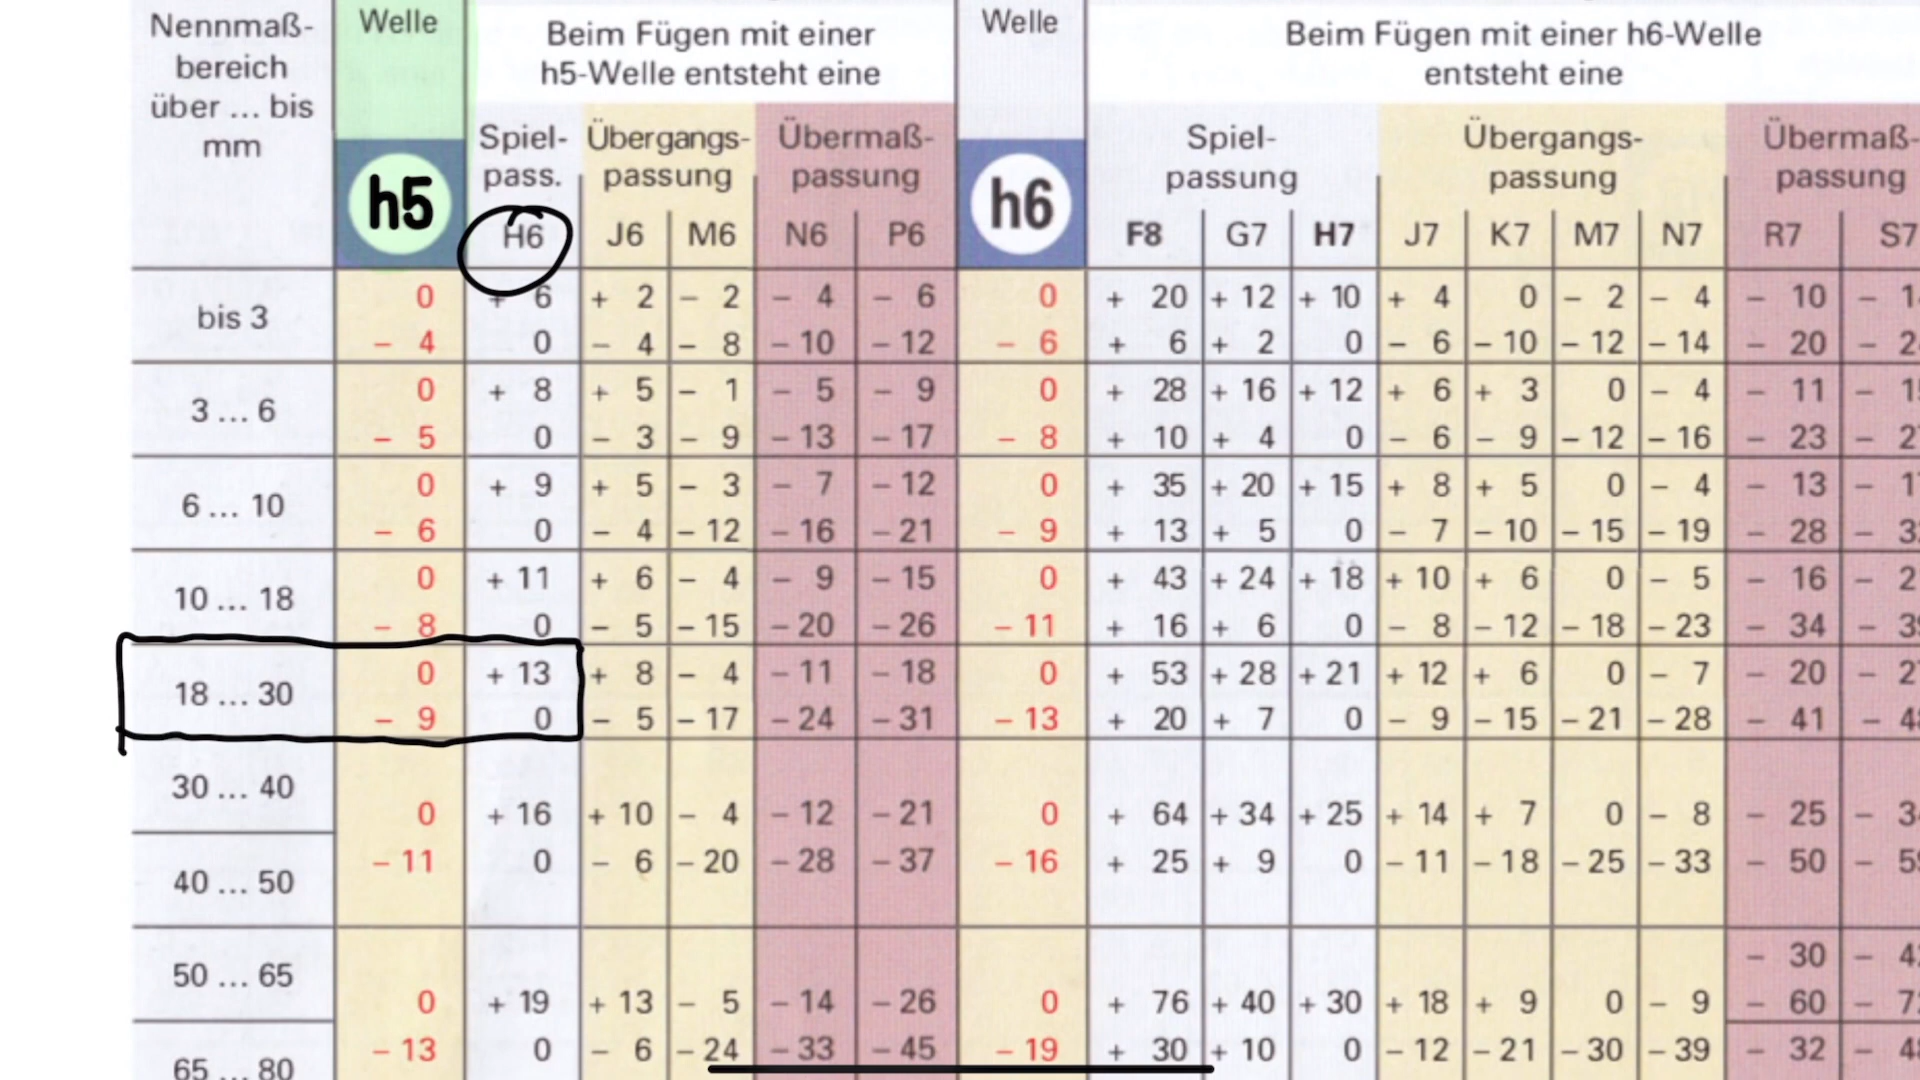 Nennmaß-
bereich
über ... bis
mm
Welle
h5
Beim Fügen mit einer
h5-Welle entsteht eine
Spiel-
pass.
Übergangs-
passung
Übermaß-
passung
H6 J6 M6 N6 P6
Welle
h6
Beim Fügen mit einer h6-Welle
entsteht eine
Spiel-
passung
Übergangs-
passung
Übermaß-
passung
F8 G7 H7 J7 K7 M7 N7 R7 S7
bis 3
0 + 6 + 2 – 2 – 4 – 6 0 + 20 + 12 + 10 + 4 0 – 2 – 4 – 10 –
– 4 0 – 4 – 8 – 10 – 12 – 6 + 6 + 2 0 – 6 – 10 – 12 – 14 – 20 –
3 ... 6
0 + 8 + 5 – 1 – 5 – 9 0 + 28 + 16 + 12 + 6 + 3 0 – 4 – 11 –
– 5 0 – 3 – 9 – 13 – 17 – 8 + 10 + 4 0 – 6 – 9 – 12 – 16 – 23 –
6 ... 10
0 + 9 + 5 – 3 – 7 – 12 0 + 35 + 20 + 15 + 8 + 5 0 – 4 – 13 –
– 6 0 – 4 – 12 – 16 – 21 – 9 + 13 + 5 0 – 7 – 10 – 15 – 19 – 28 –
10 ... 18
0 + 11 + 6 – 4 – 9 – 15 0 + 43 + 24 + 18 + 10 + 6 0 – 5 – 16 –
– 8 0 – 5 – 15 – 20 – 26 – 11 + 16 + 6 0 – 8 – 12 – 18 – 23 – 34 –
18 ... 30
0 + 13 + 8 – 4 – 11 – 18 0 + 53 + 28 + 21 + 12 + 6 0 – 7 – 20 –
– 9 0 – 5 – 17 – 24 – 31 – 13 + 20 + 7 0 – 9 – 15 – 21 – 28 – 41 –
30 ... 40
0 + 16 + 10 – 4 – 12 – 21 0 + 64 + 34 + 25 + 14 + 7 0 – 8 – 25 –
– 11 0 – 6 – 20 – 28 – 37 – 16 + 25 + 9 0 – 11 – 18 – 25 – 33 – 50 –
40 ... 50
50 ... 65
– 30 –
0 + 19 + 13 – 5 – 14 – 26 0 + 76 + 40 + 30 + 18 + 9 0 – 9 – 60 –
– 13 0 – 6 – 24 – 33 – 45 – 19 + 30 + 10 0 – 12 – 21 – 30 – 39 – 32 –
65 ... 80